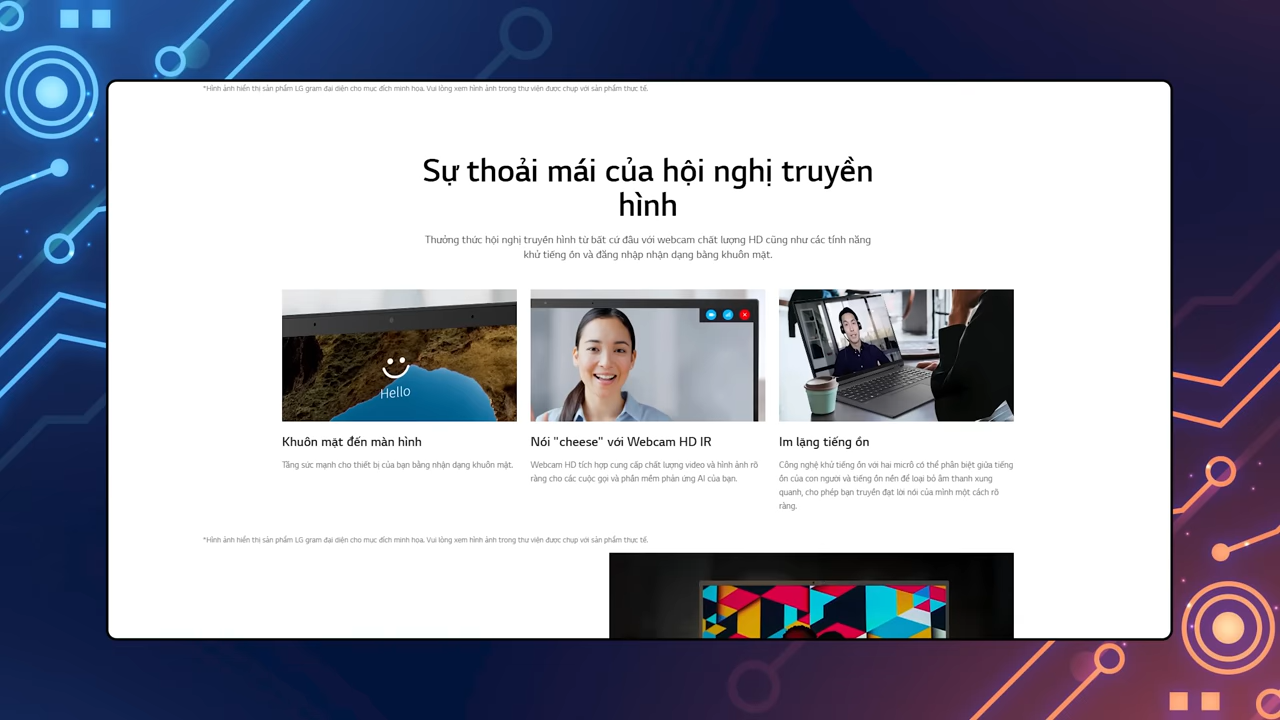 *Hình ảnh hiển thị sản phẩm LG gram đại diện cho mục đích minh họa. Vui lòng xem hình ảnh trong thư viện được chụp với sản phẩm thực tế.
Sự thoải mái của hội nghị truyền
hình
Thưởng thức hội nghị truyền hình từ bất cứ đâu với webcam chất lượng HD cũng như các tính năng
khử tiếng ồn và đăng nhập nhận dạng bằng khuôn mặt.
Hello
Khuôn mặt đến màn hình
Tăng sức mạnh cho thiết bị của bạn bằng nhận dạng khuôn mặt.
Nói "cheese" với Webcam HD IR
Webcam HD tích hợp cung cấp chất lượng video và hình ảnh rõ
ràng cho các cuộc gọi và phần mềm phản ứng AI của bạn.
Im lặng tiếng ồn
Công nghệ khử tiếng ồn với hai micrô có thể phân biệt giữa tiếng
ồn của con người và tiếng ồn nền để loại bỏ âm thanh xung
quanh, cho phép bạn truyền đạt lời nói của mình một cách rõ
ràng.
*Hình ảnh hiển thị sản phẩm LG gram đại diện cho mục đích minh họa. Vui lòng xem hình ảnh trong thư viện được chụp với sản phẩm thực tế.